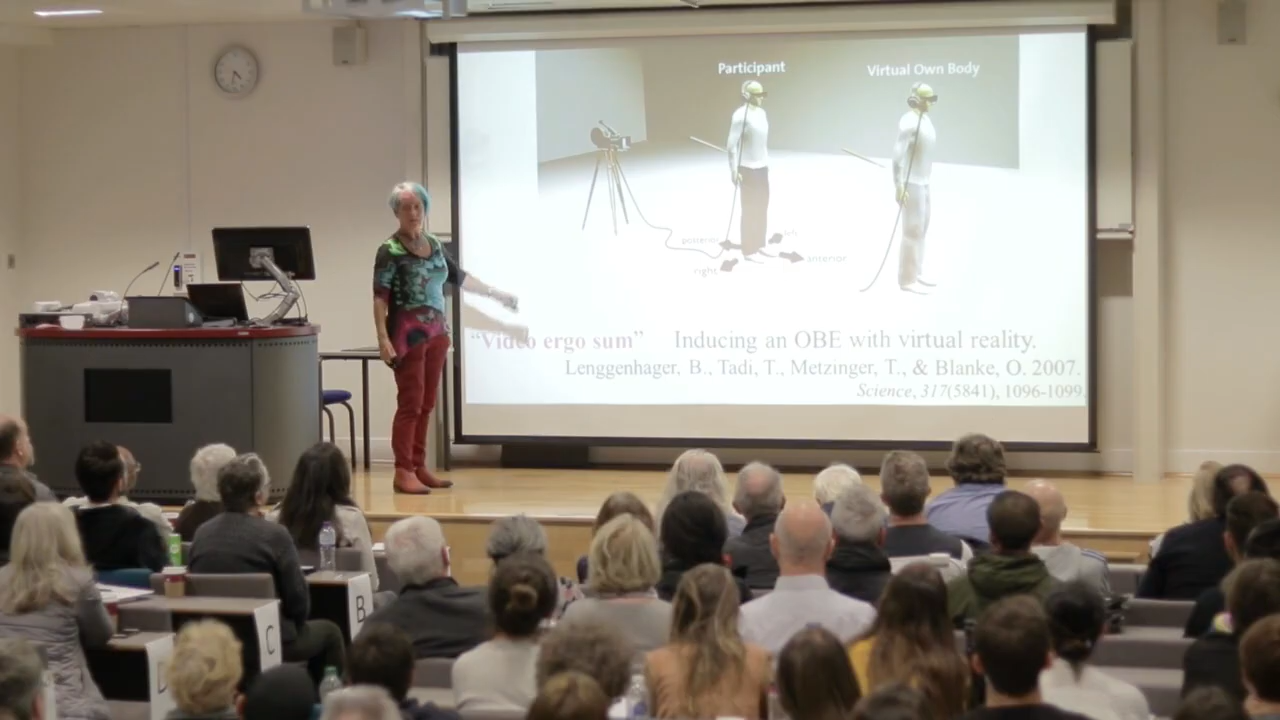 Participant
Virtual Own Body
posterior
left
right
anterior
“Video ergo sum” Inducing an OBE with virtual reality.
Lenggenhager, B., Tadi, T., Metzinger, T., & Blanke, O. 2007.
Science, 317(5841), 1096-1099
B
C